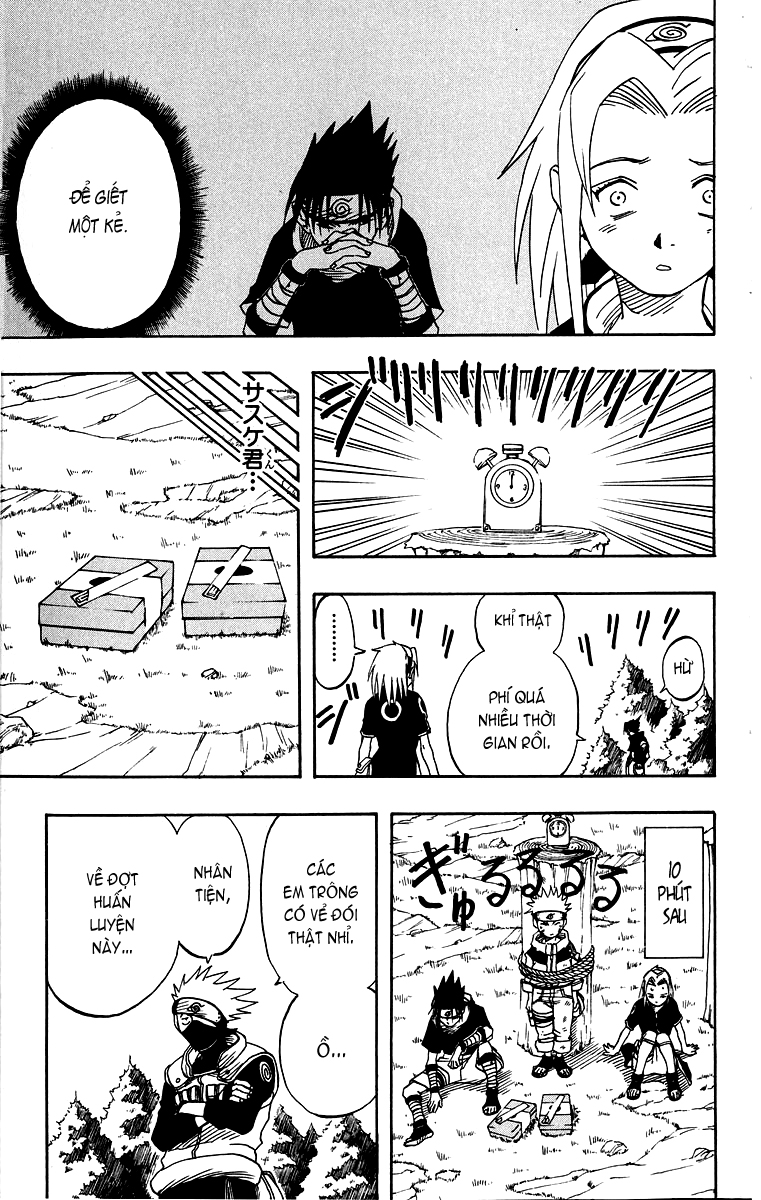 ĐỂ GIẾT
MỘT KẺ.
サスケ君…
くん
HỪ
KHỈ THẬT
PHÍ QUÁ
NHIỀU THỜI
GIAN RỒI.
………
10
PHÚT
SAU
ぎゅるるるる
CÁC
EM TRÔNG
CÓ VẺ ĐÓI
THẬT NHỈ.
Ồ...
NHÂN
TIỆN,
VỀ ĐỢT
HUẤN
LUYỆN
NÀY...